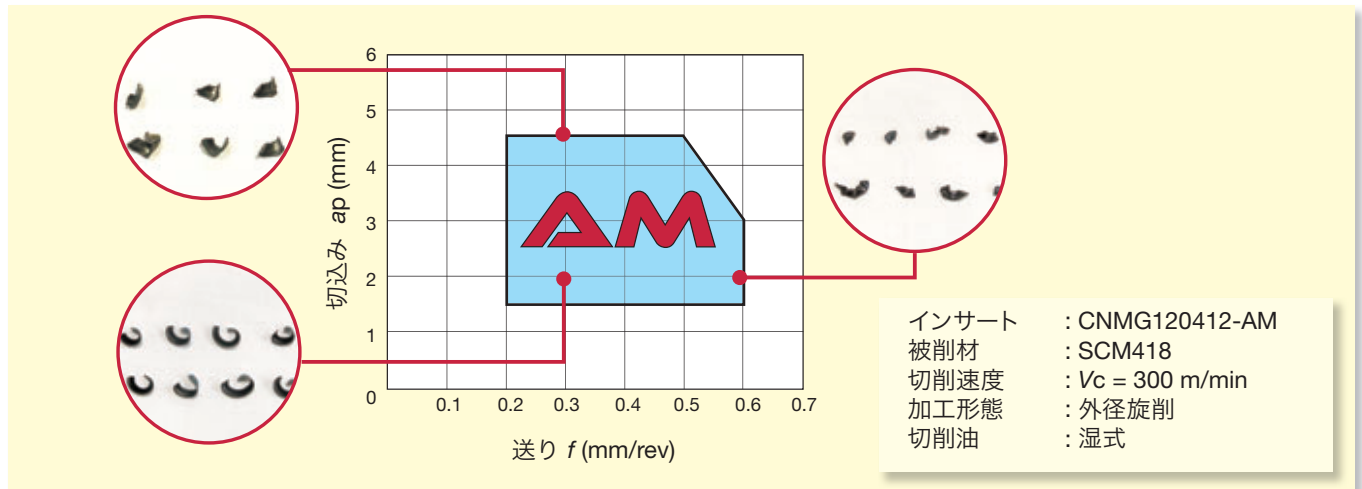 6
5
4
3
2
1
0
切込み ap (mm)
AM
0.1 0.2 0.3 0.4 0.5 0.6 0.7
送り f (mm/rev)
インサート : CNMG120412-AM
被削材 : SCM418
切削速度 : Vc = 300 m/min
加工形態 : 外径旋削
切削油 : 湿式